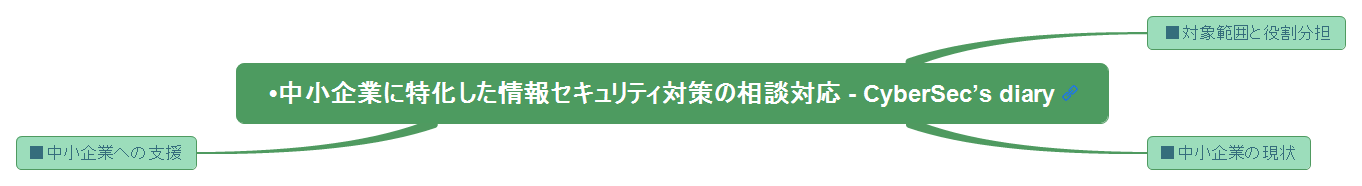 ■対象範囲と役割分担
•中小企業に特化した情報セキュリティ対策の相談対応 - CyberSec’s diary
■中小企業への支援
■中小企業の現状